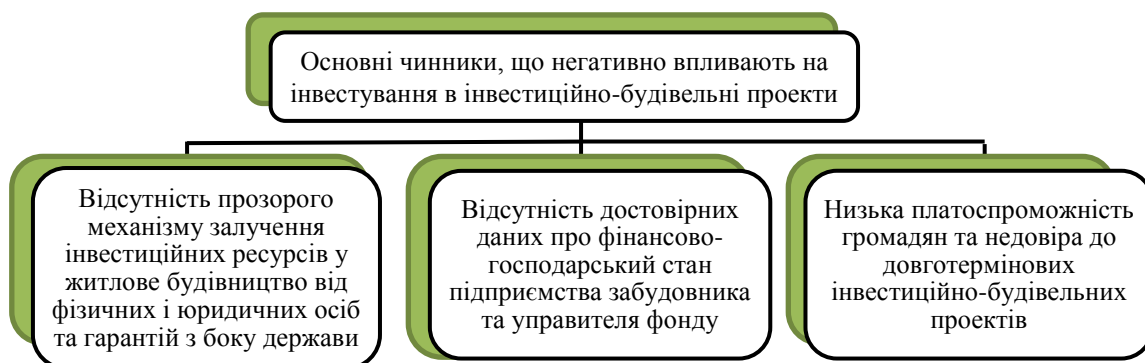 Основні чинники, що негативно впливають на
інвестування в інвестиційно-будівельні проекти
Відсутність прозорого
механізму залучення
інвестиційних ресурсів у
житлове будівництво від
фізичних і юридичних осіб
та гарантій з боку держави
Відсутність достовірних
даних про фінансово-
господарський стан
підприємства забудовника
та управителя фонду
Низька платоспроможність
громадян та недовіра до
довготермінових
інвестиційно-будівельних
проектів